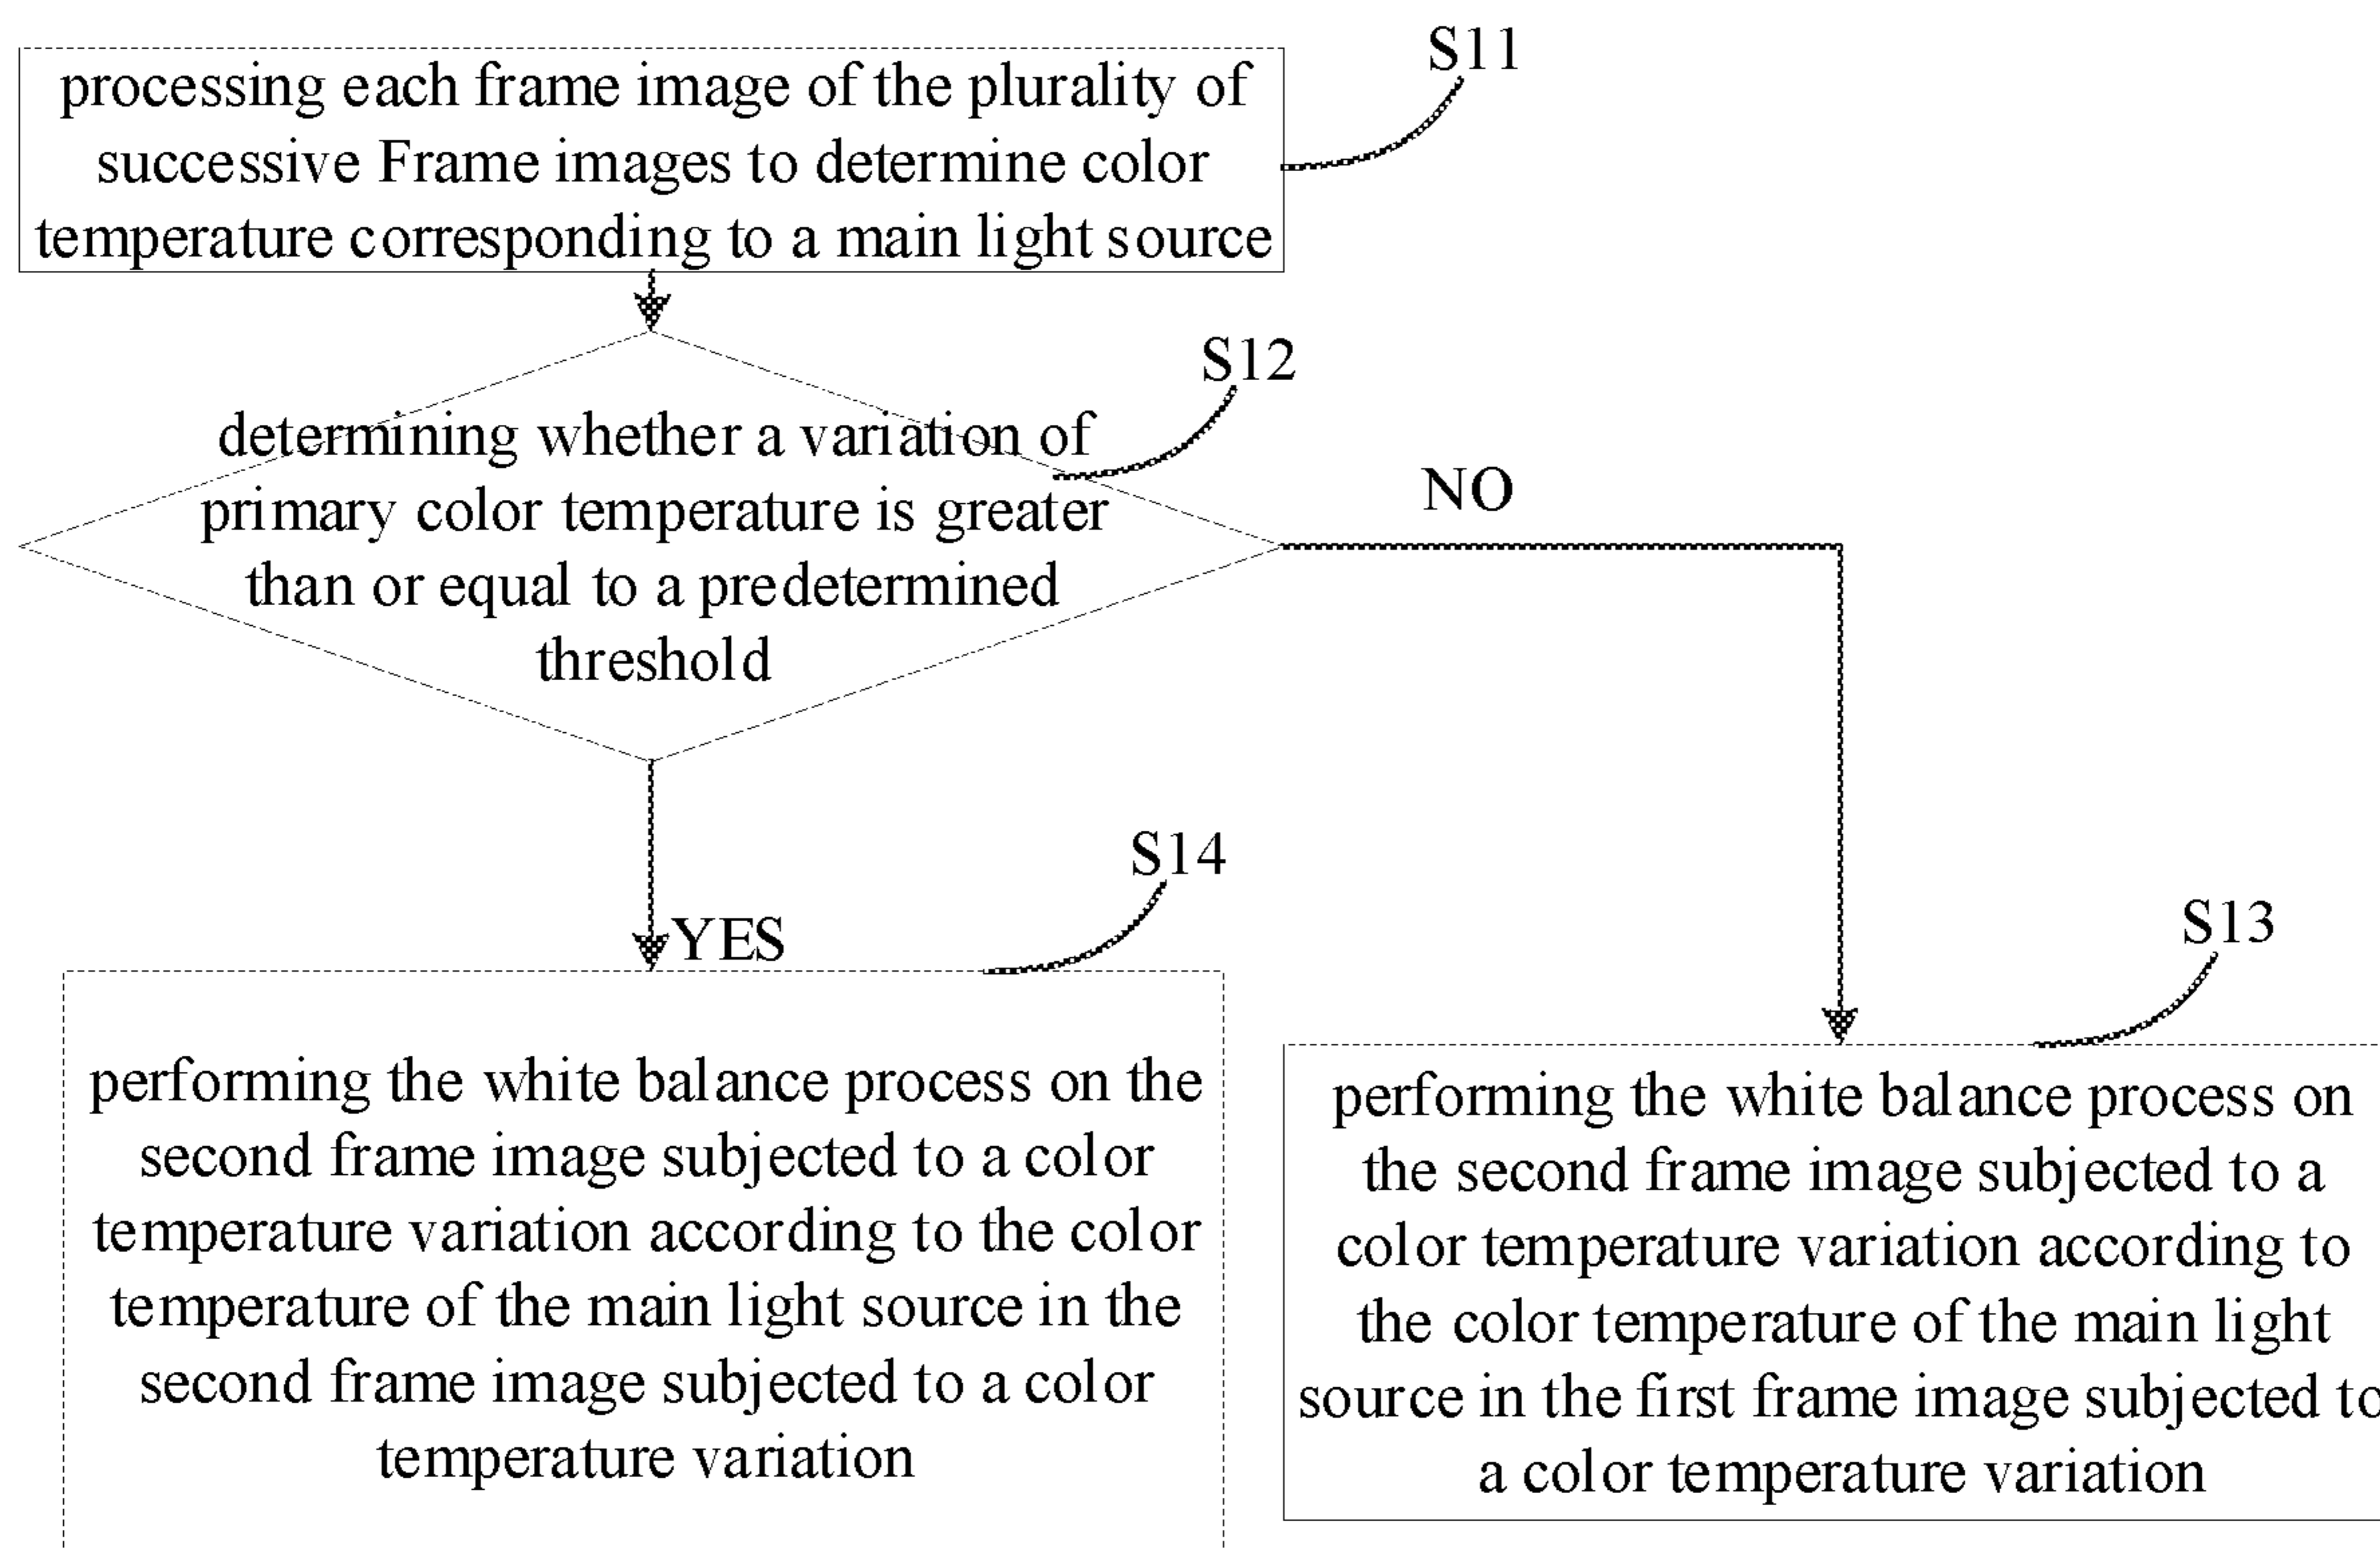 S11
processing each frame image of the plurality of
successive Frame images to determine color
temperature corresponding to a main light source
S12
determining whether a variation of
primary color temperature is greater
than or equal to a predetermined
threshold
NO
YES
S14
performing the white balance process on the
second frame image subjected to a color
temperature variation according to the color
temperature of the main light source in the
second frame image subjected to a color
temperature variation
S13
performing the white balance process on
the second frame image subjected to a
color temperature variation according to
the color temperature of the main light
source in the first frame image subjected to
a color temperature variation